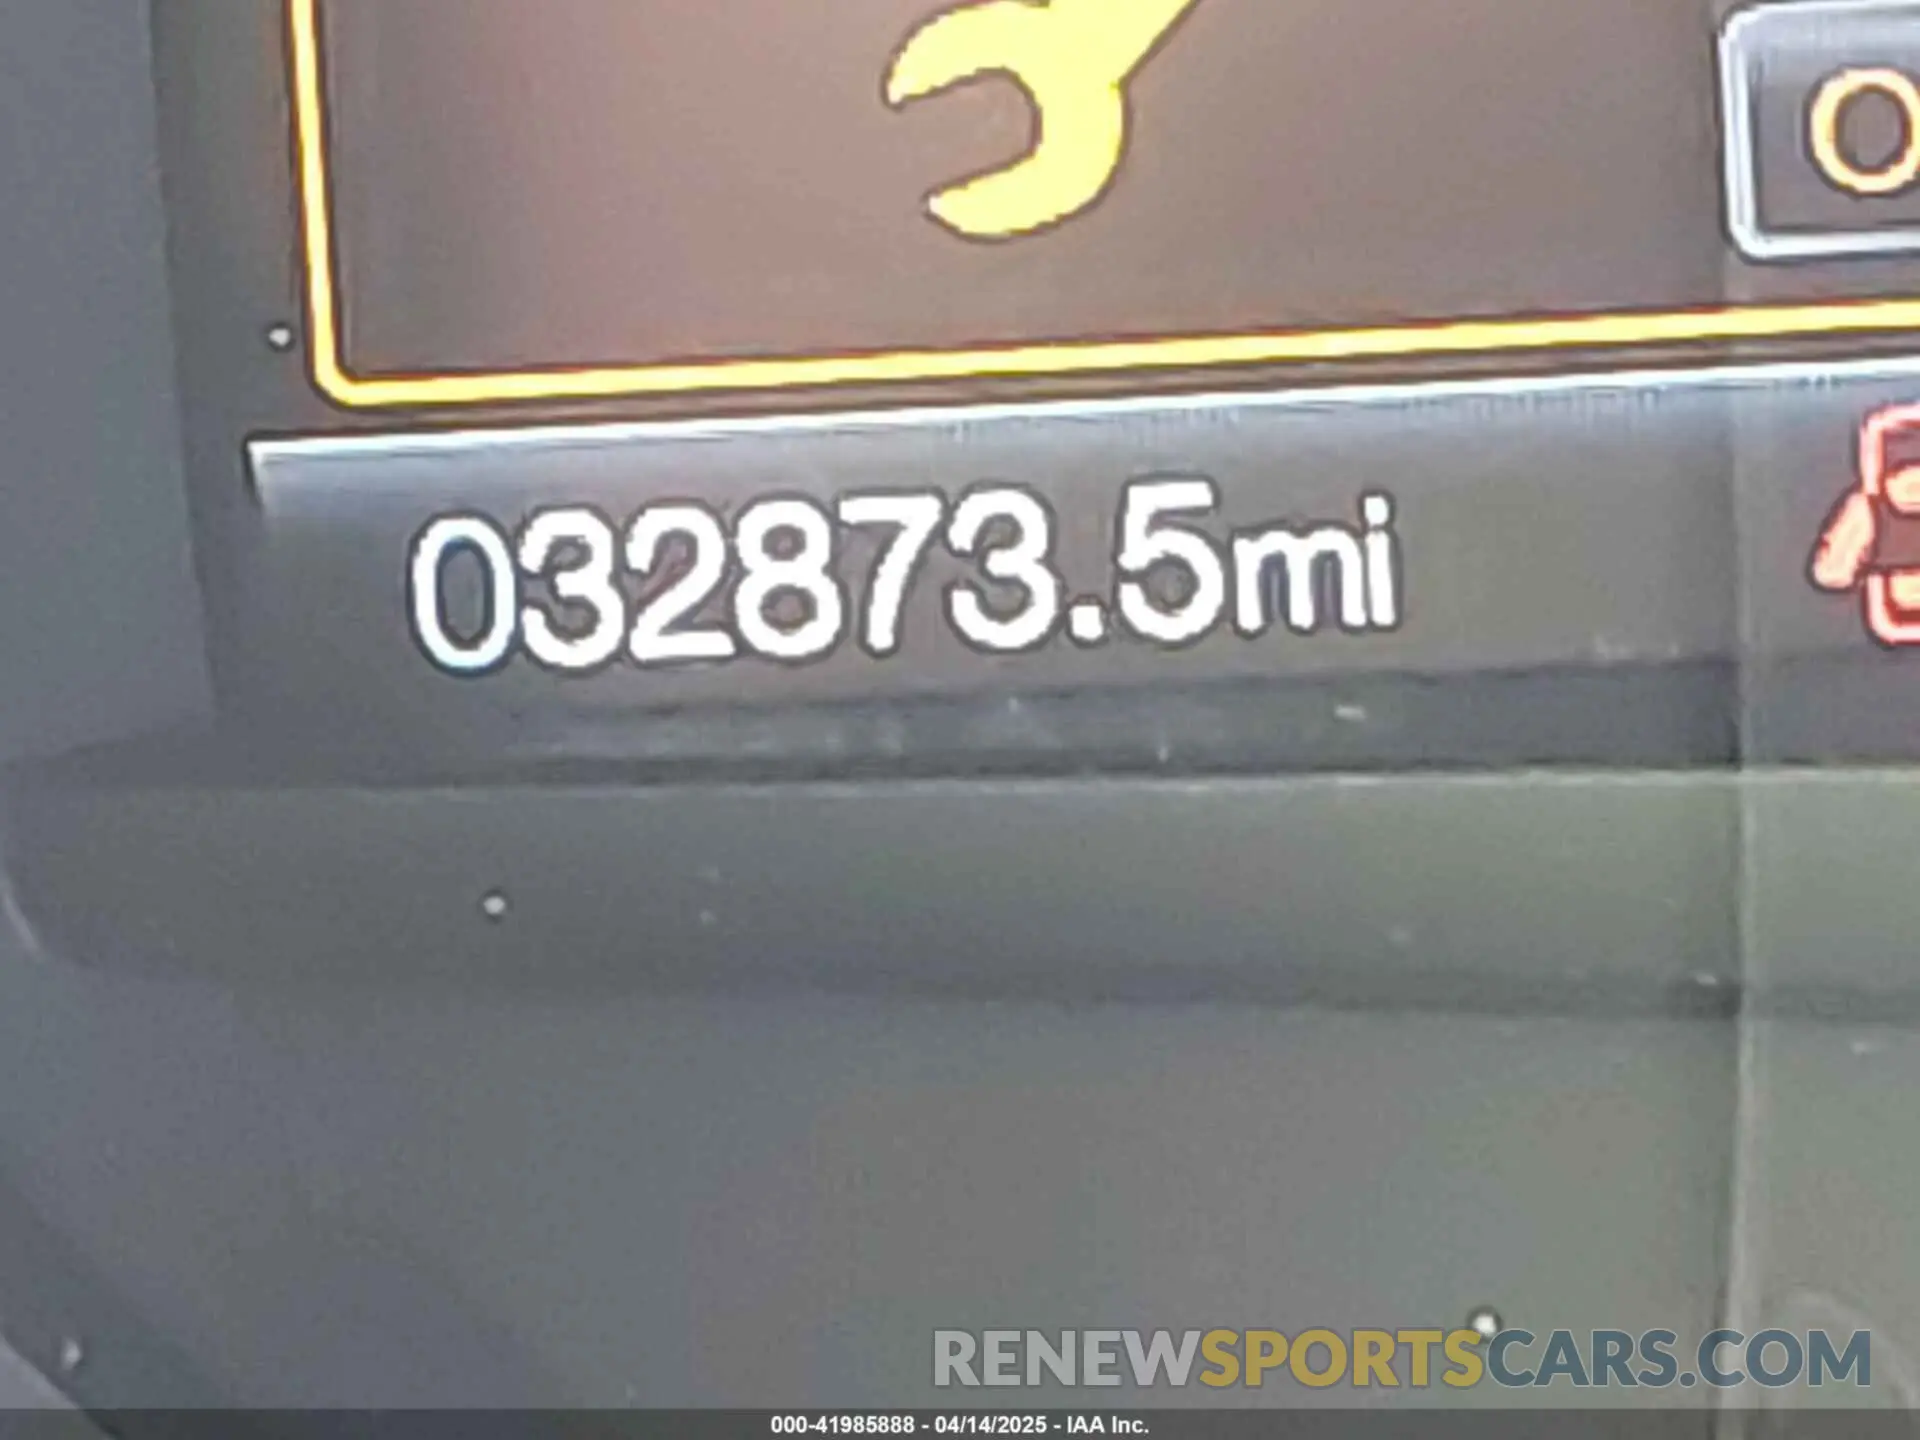 O
032873.5mi
RENEWSPORTSCARS.COM
000-41985888 - 04/14/2025 - IAA Inc.